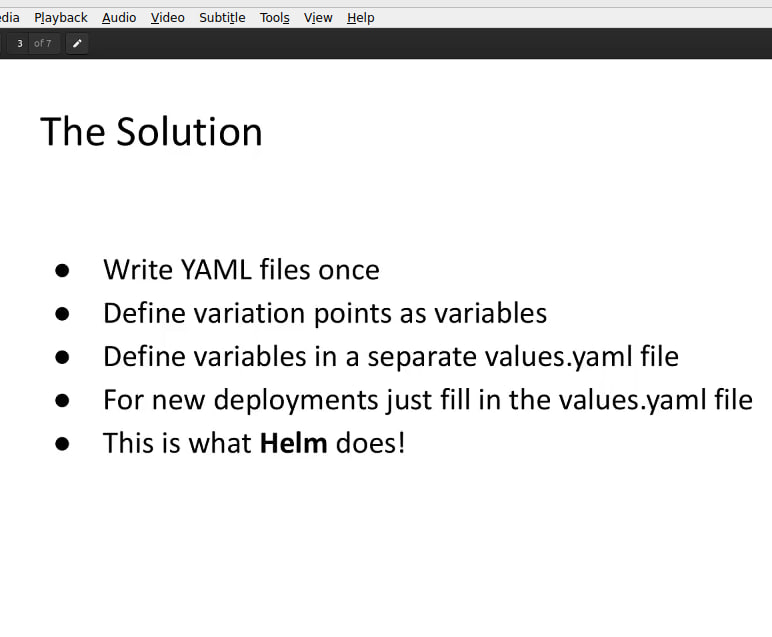 dia Playback Audio Video Subtitle Tools View Help
3 of 7
The Solution
● Write YAML files once
● Define variation points as variables
● Define variables in a separate values.yaml file
● For new deployments just fill in the values.yaml file
● This is what Helm does!